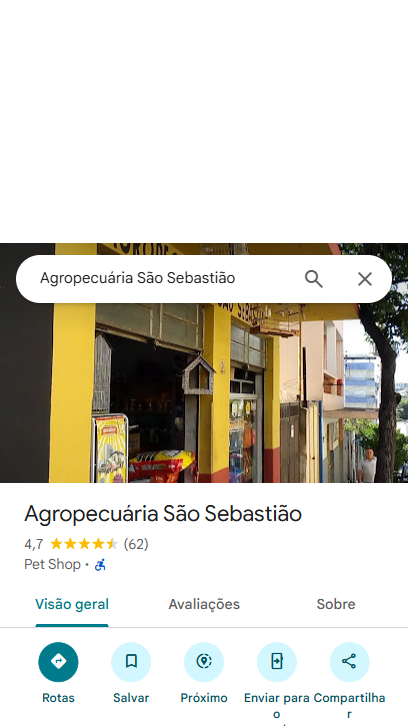 Agropecuária São Sebastião
Agropecuária São Sebastião
4,7 (62)
Pet Shop ·
Visão geral Avaliações Sobre
Rotas Salvar Próximo Enviar para o Compartilhar